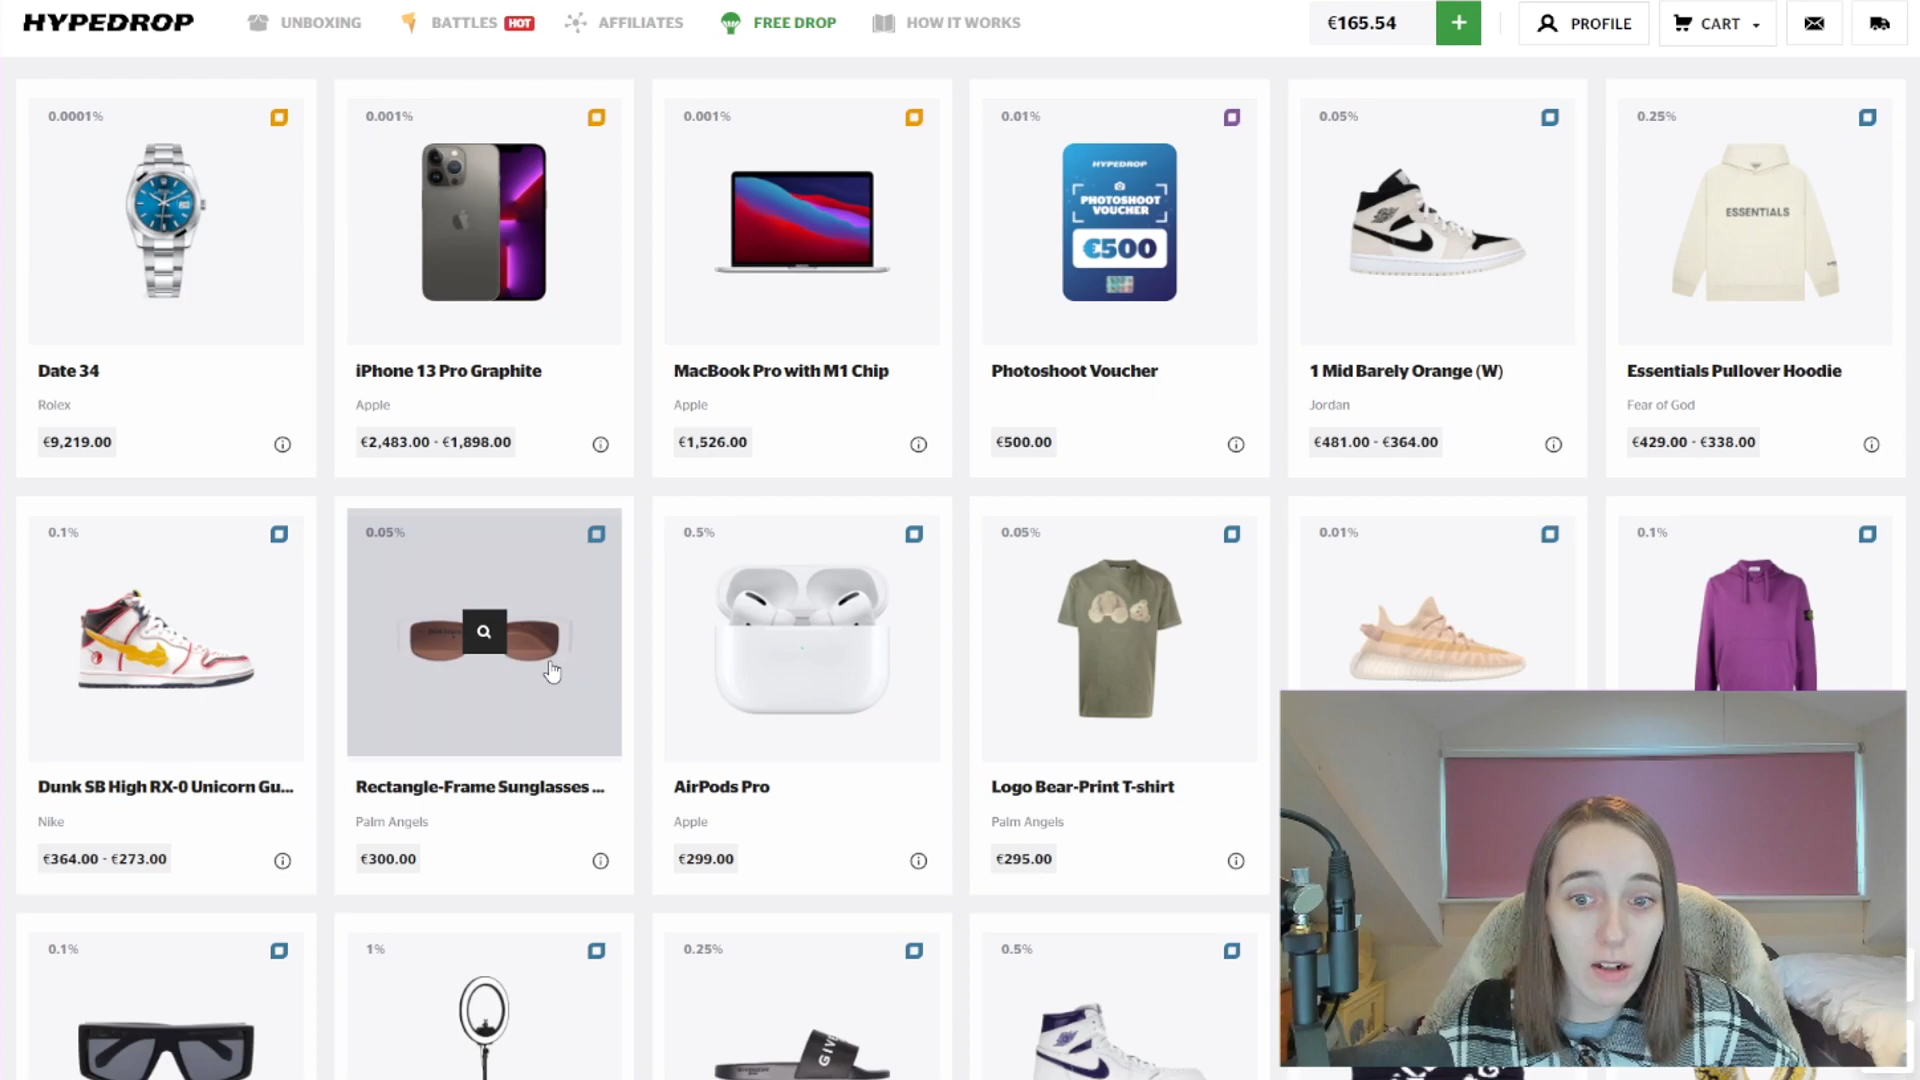 HYPEDROP
UNBOXING
BATTLES HOT
AFFILIATES
FREE DROP
HOW IT WORKS
€165.54
+
PROFILE
CART
0.0001%
Date 34
Rolex
€9,219.00
0.001%
iPhone 13 Pro Graphite
Apple
€2,483.00 - €1,898.00
0.001%
MacBook Pro with M1 Chip
Apple
€1,526.00
0.01%
HYPEDROP
PHOTOSHOOT
VOUCHER
€500
Photoshoot Voucher
€500.00
0.05%
1 Mid Barely Orange (W)
Jordan
€481.00 - €364.00
0.25%
ESSENTIALS
Essentials Pullover Hoodie
Fear of God
€429.00 - €338.00
0.1%
Dunk SB High RX-0 Unicorn Gu...
Nike
€364.00 - €273.00
0.05%
Rectangle-Frame Sunglasses ...
Palm Angels
€300.00
0.5%
AirPods Pro
Apple
€299.00
0.05%
Logo Bear-Print T-shirt
Palm Angels
€295.00
0.01%
0.1%
0.1%
1%
0.25%
0.5%